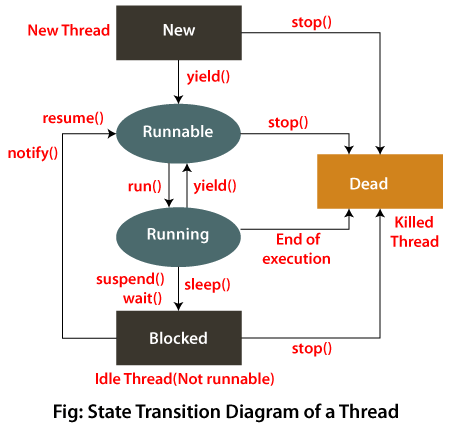 New Thread
New
stop()
yield()
resume()
Runnable
stop()
notify()
run()
yield()
Dead
Running
End of
execution
Killed
Thread
suspend()
wait()
sleep()
Blocked
stop()
Idle Thread(Not runnable)
Fig: State Transition Diagram of a Thread